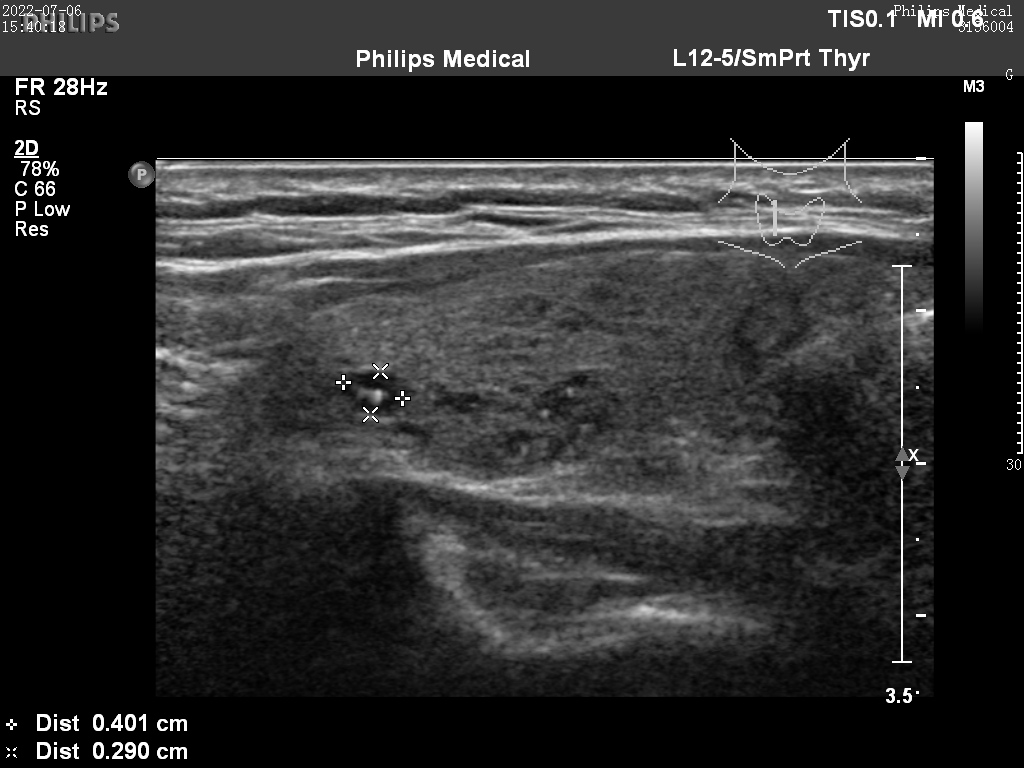 2022-07-06
15:40:18
PHILIPS
Philips Medical
TIS0.1 MI 0.6
Philips Medical
L12-5/SmPrt Thyr
G
FR 28Hz
RS
M3
2D
78%
C 66
P Low
Res
P
X
30
3.5
Dist 0.401 cm
Dist 0.290 cm